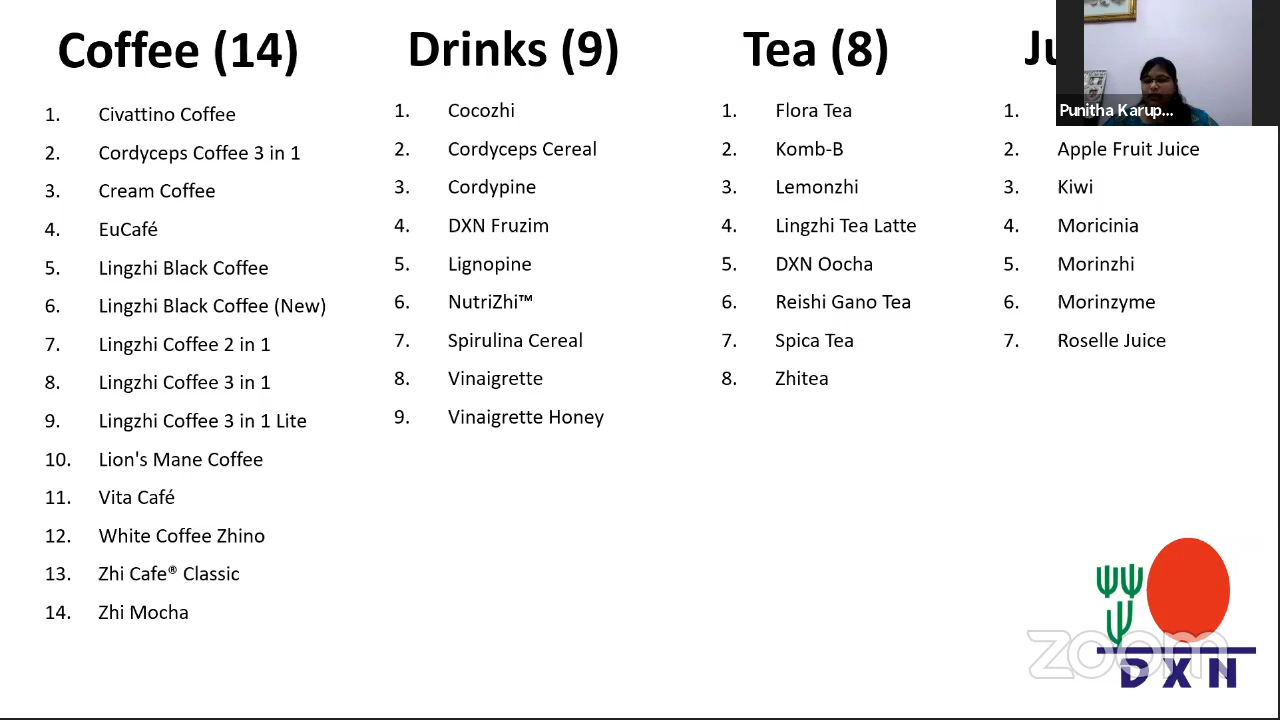 Coffee (14)
1. Civattino Coffee
2. Cordyceps Coffee 3 in 1
3. Cream Coffee
4. EuCafé
5. Lingzhi Black Coffee
6. Lingzhi Black Coffee (New)
7. Lingzhi Coffee 2 in 1
8. Lingzhi Coffee 3 in 1
9. Lingzhi Coffee 3 in 1 Lite
10. Lion's Mane Coffee
11. Vita Café
12. White Coffee Zhino
13. Zhi Cafe® Classic
14. Zhi Mocha
Drinks (9)
1. Cocozhi
2. Cordyceps Cereal
3. Cordypine
4. DXN Fruzim
5. Lignopine
6. NutriZhi™
7. Spirulina Cereal
8. Vinaigrette
9. Vinaigrette Honey
Tea (8)
1. Flora Tea
2. Komb-B
3. Lemonzhi
4. Lingzhi Tea Latte
5. DXN Oocha
6. Reishi Gano Tea
7. Spica Tea
8. Zhitea
1.
2. Apple Fruit Juice
3. Kiwi
4. Moricinia
5. Morinzhi
6. Morinzyme
7. Roselle Juice
Punitha Karup...
zoom
DXN